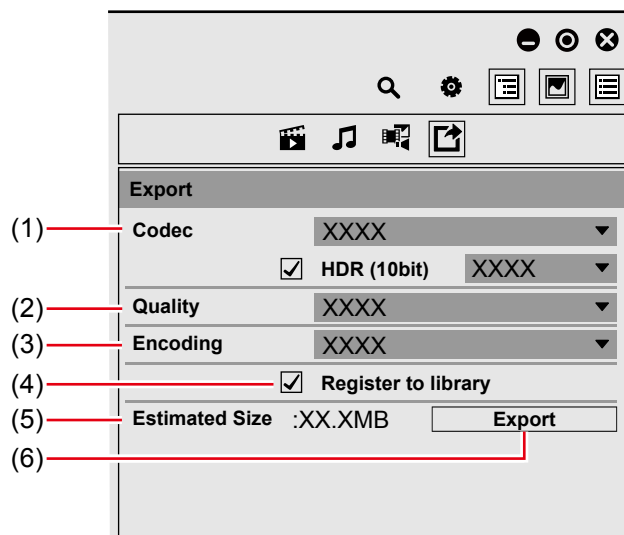 Export
(1) Codec XXXX
HDR (10bit) XXXX
(2) Quality XXXX
(3) Encoding XXXX
(4) Register to library
(5) Estimated Size :XX.XMB Export
(6)